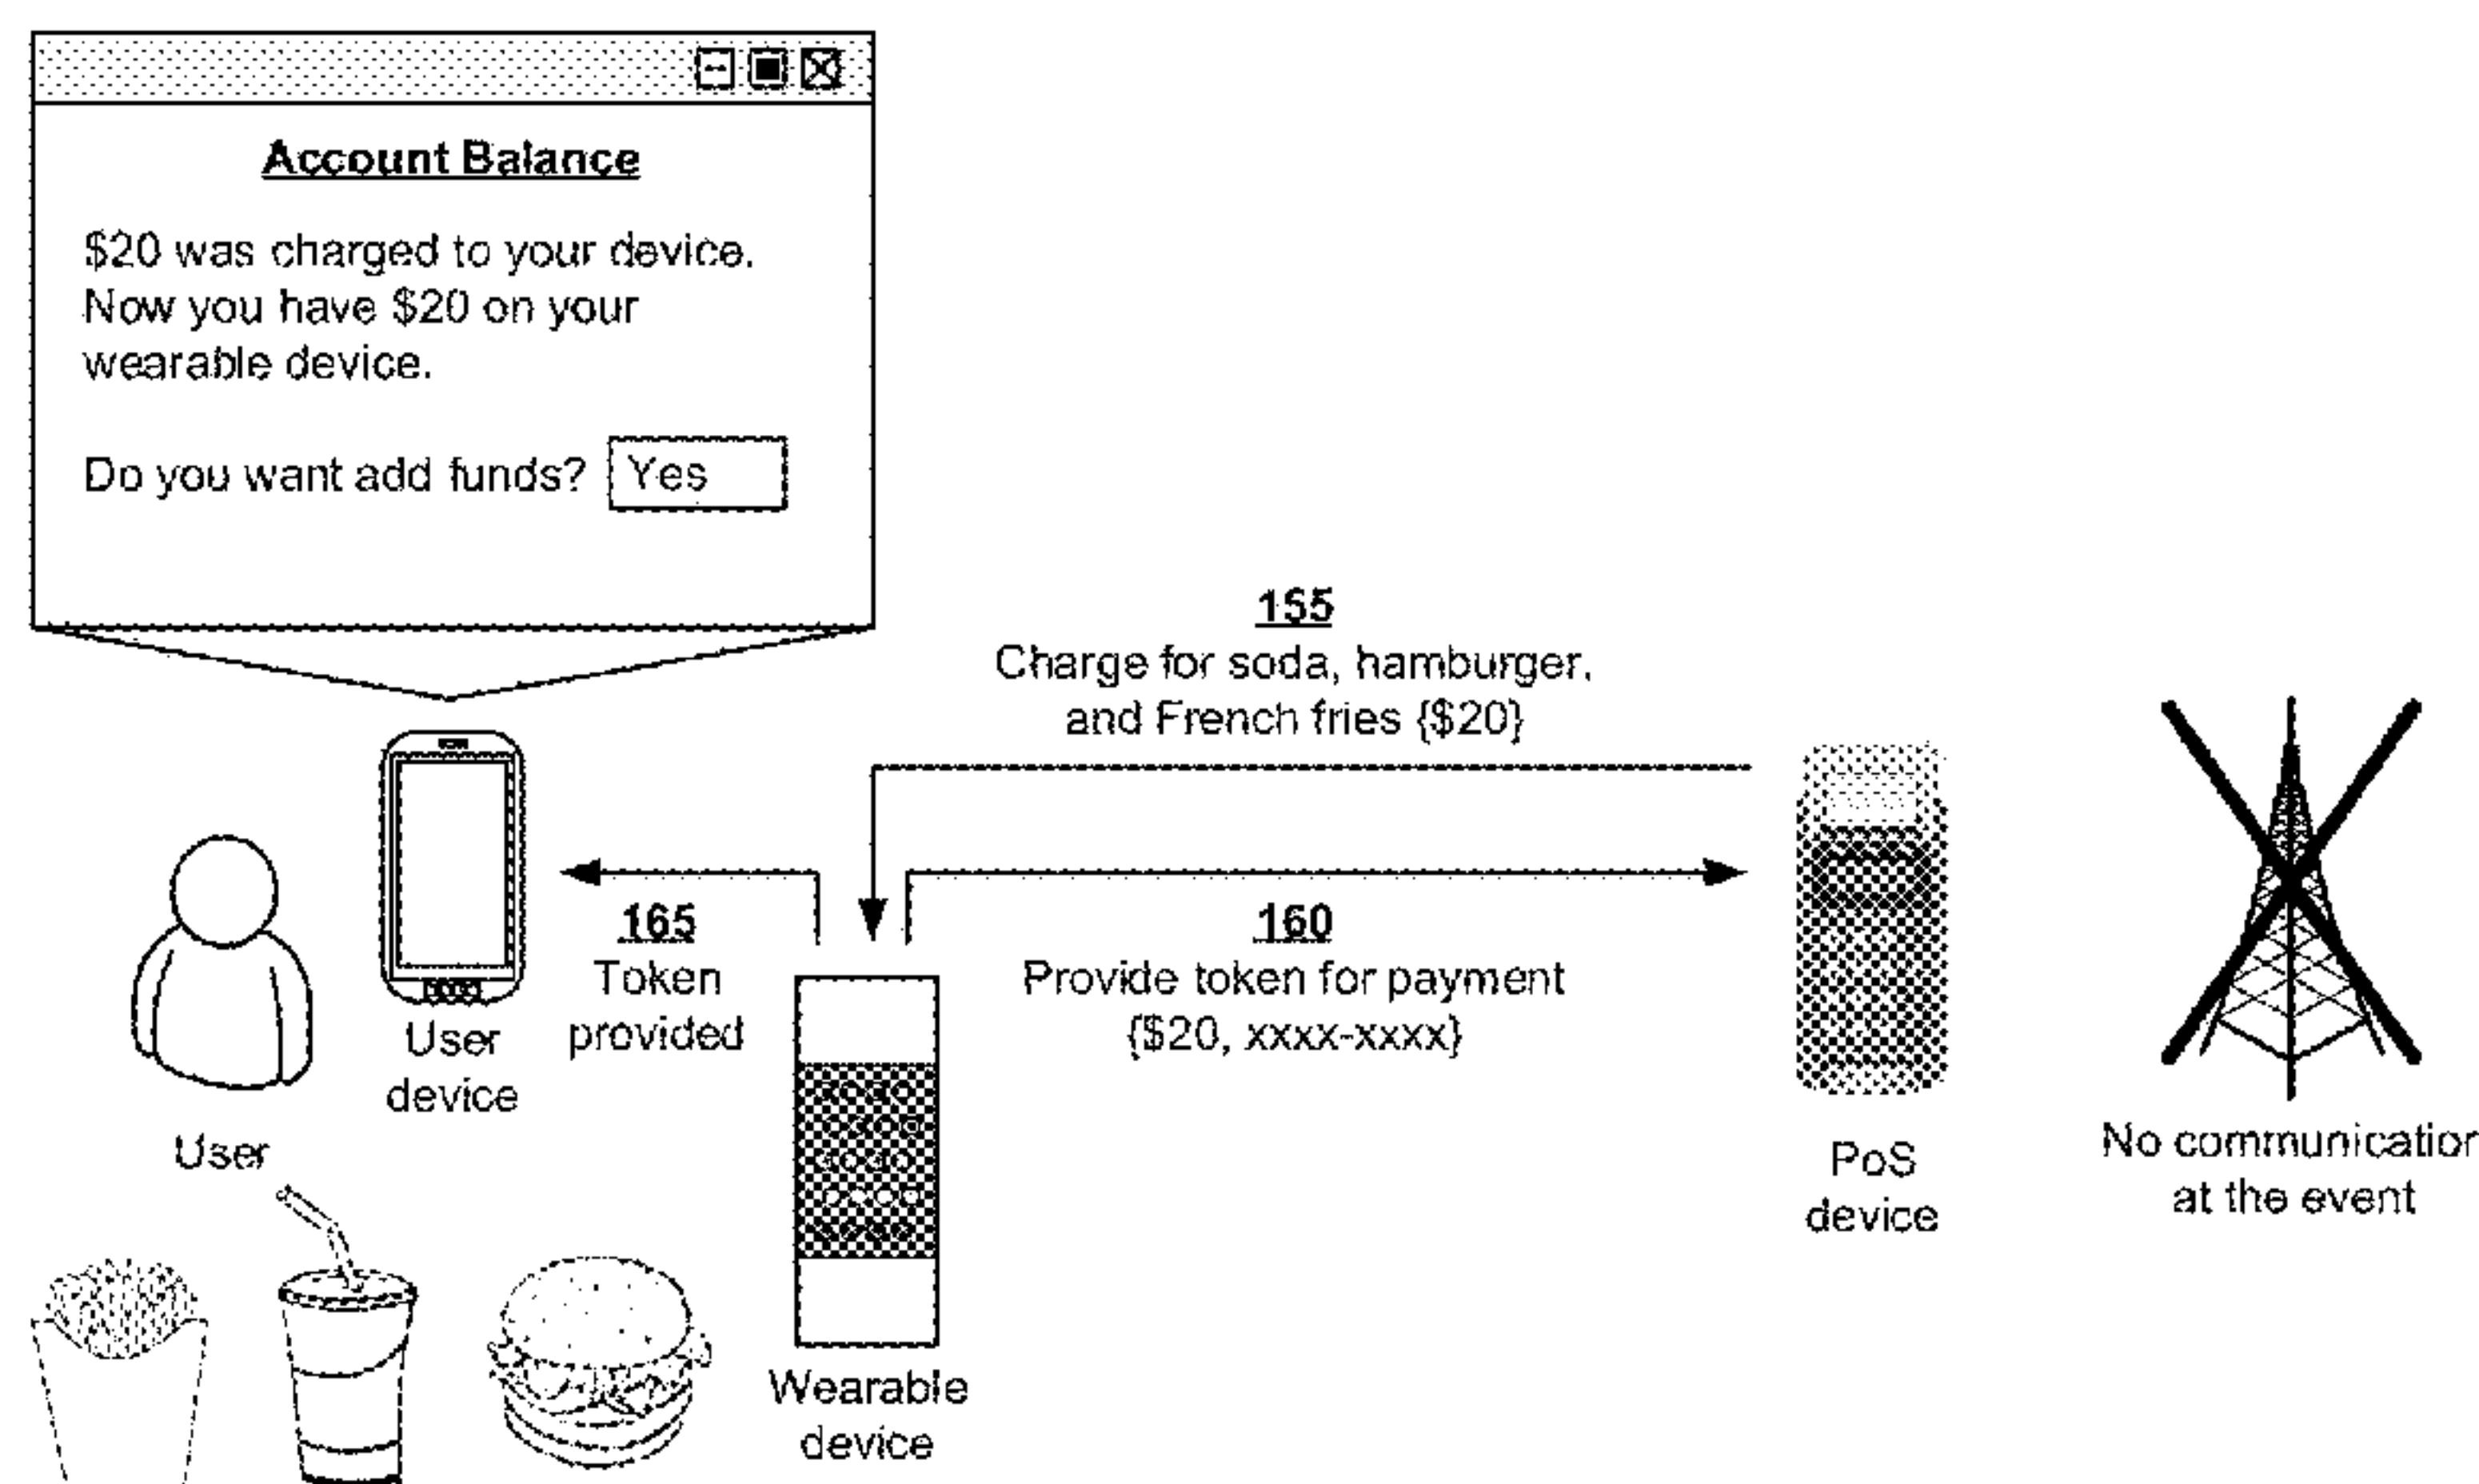 Account Balance
$20 was charged to your device.
Now you have $20 on your
wearable device.
Do you want add funds? Yes
155
Charge for soda, hamburger,
and French fries {$20}
165
Token
provided
160
Provide token for payment
{$20, xxxx-xxxx}
User
device
User
Wearable
device
PoS
device
No communication
at the event